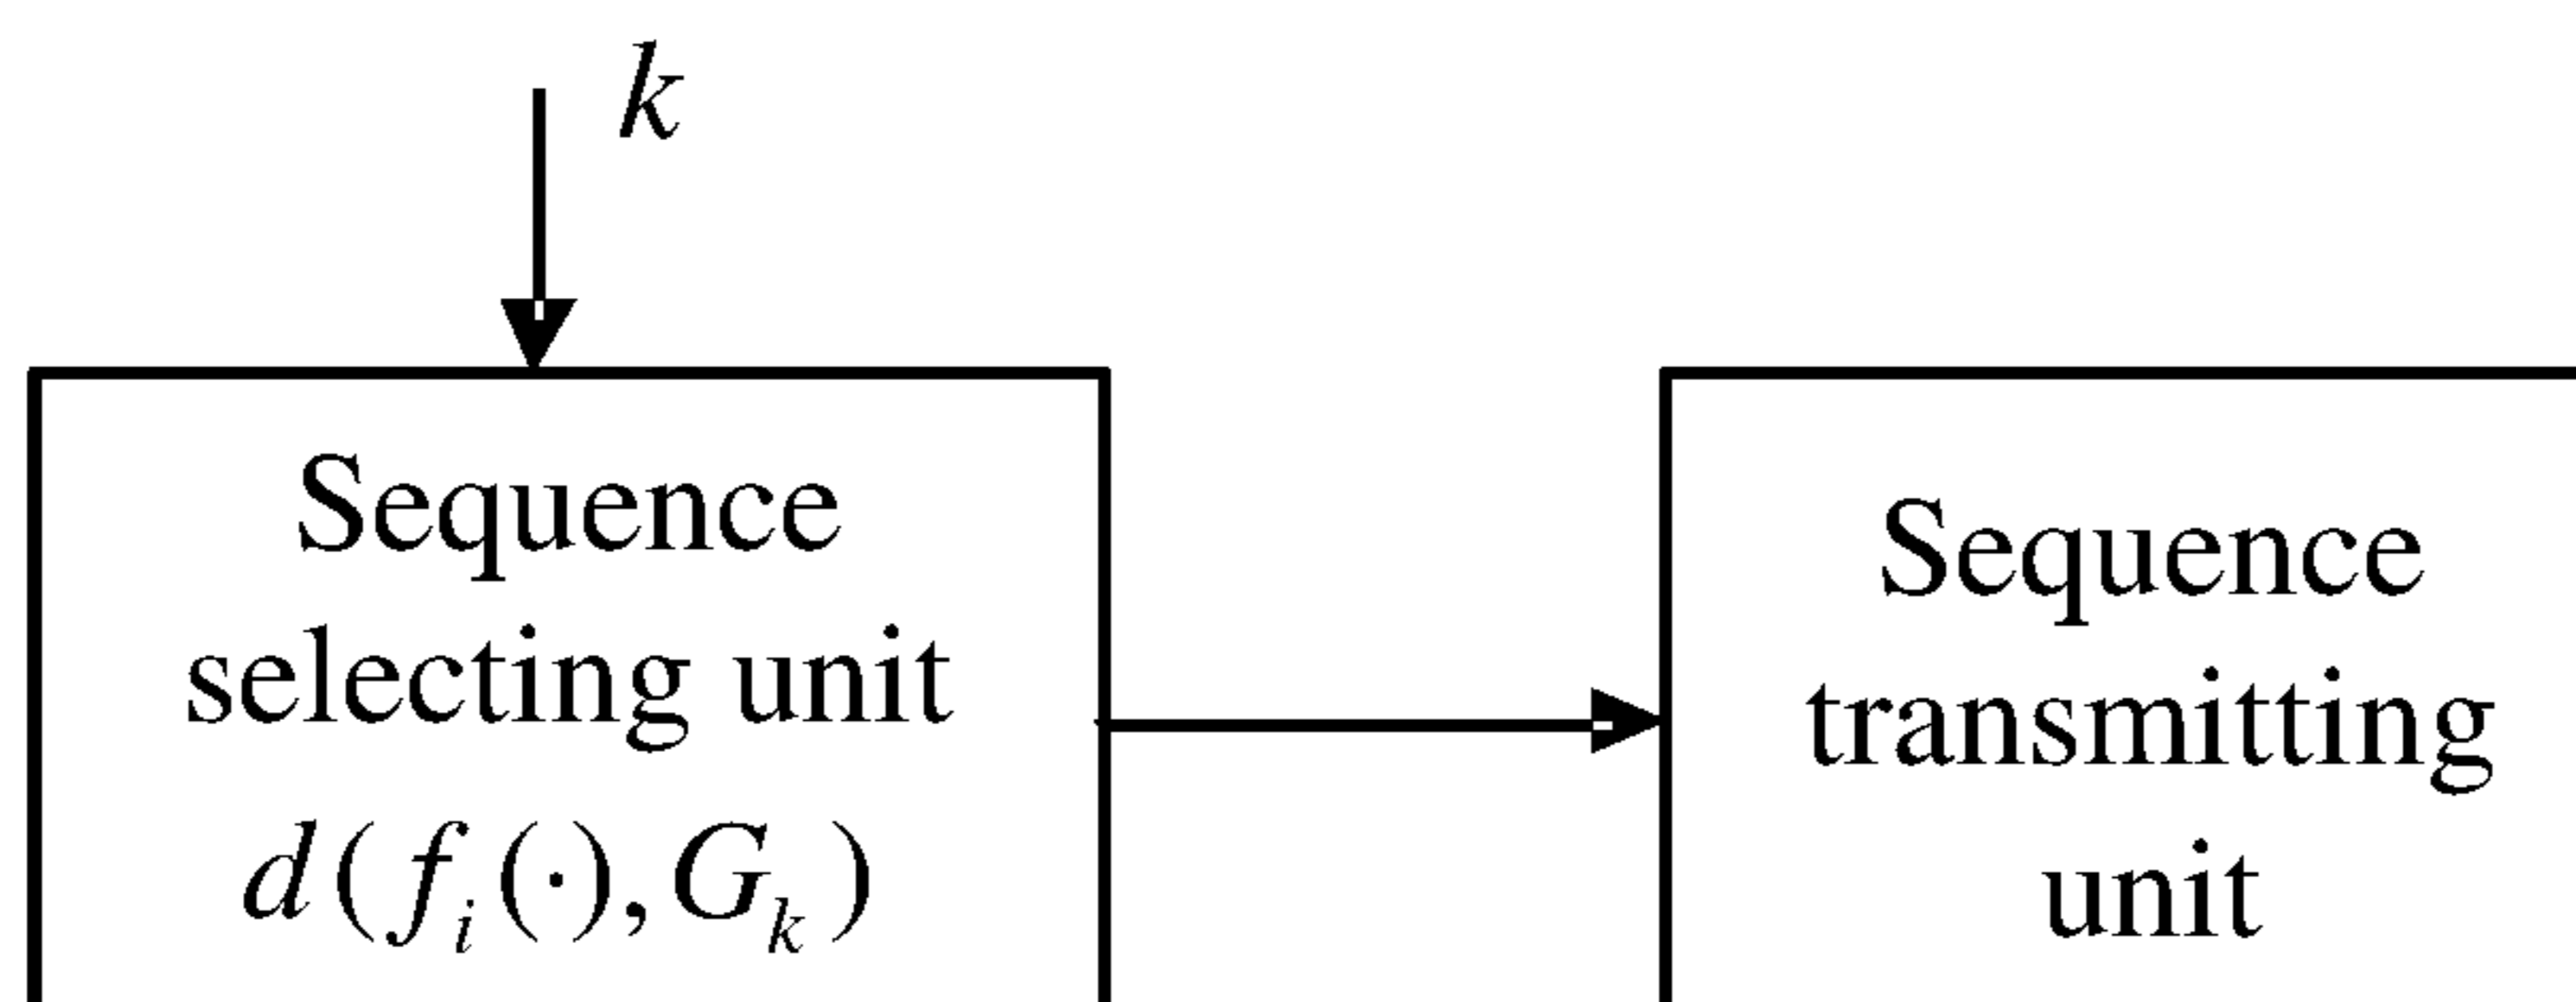 k
Sequence
selecting unit
d(f_i(·), G_k)
Sequence
transmitting
unit